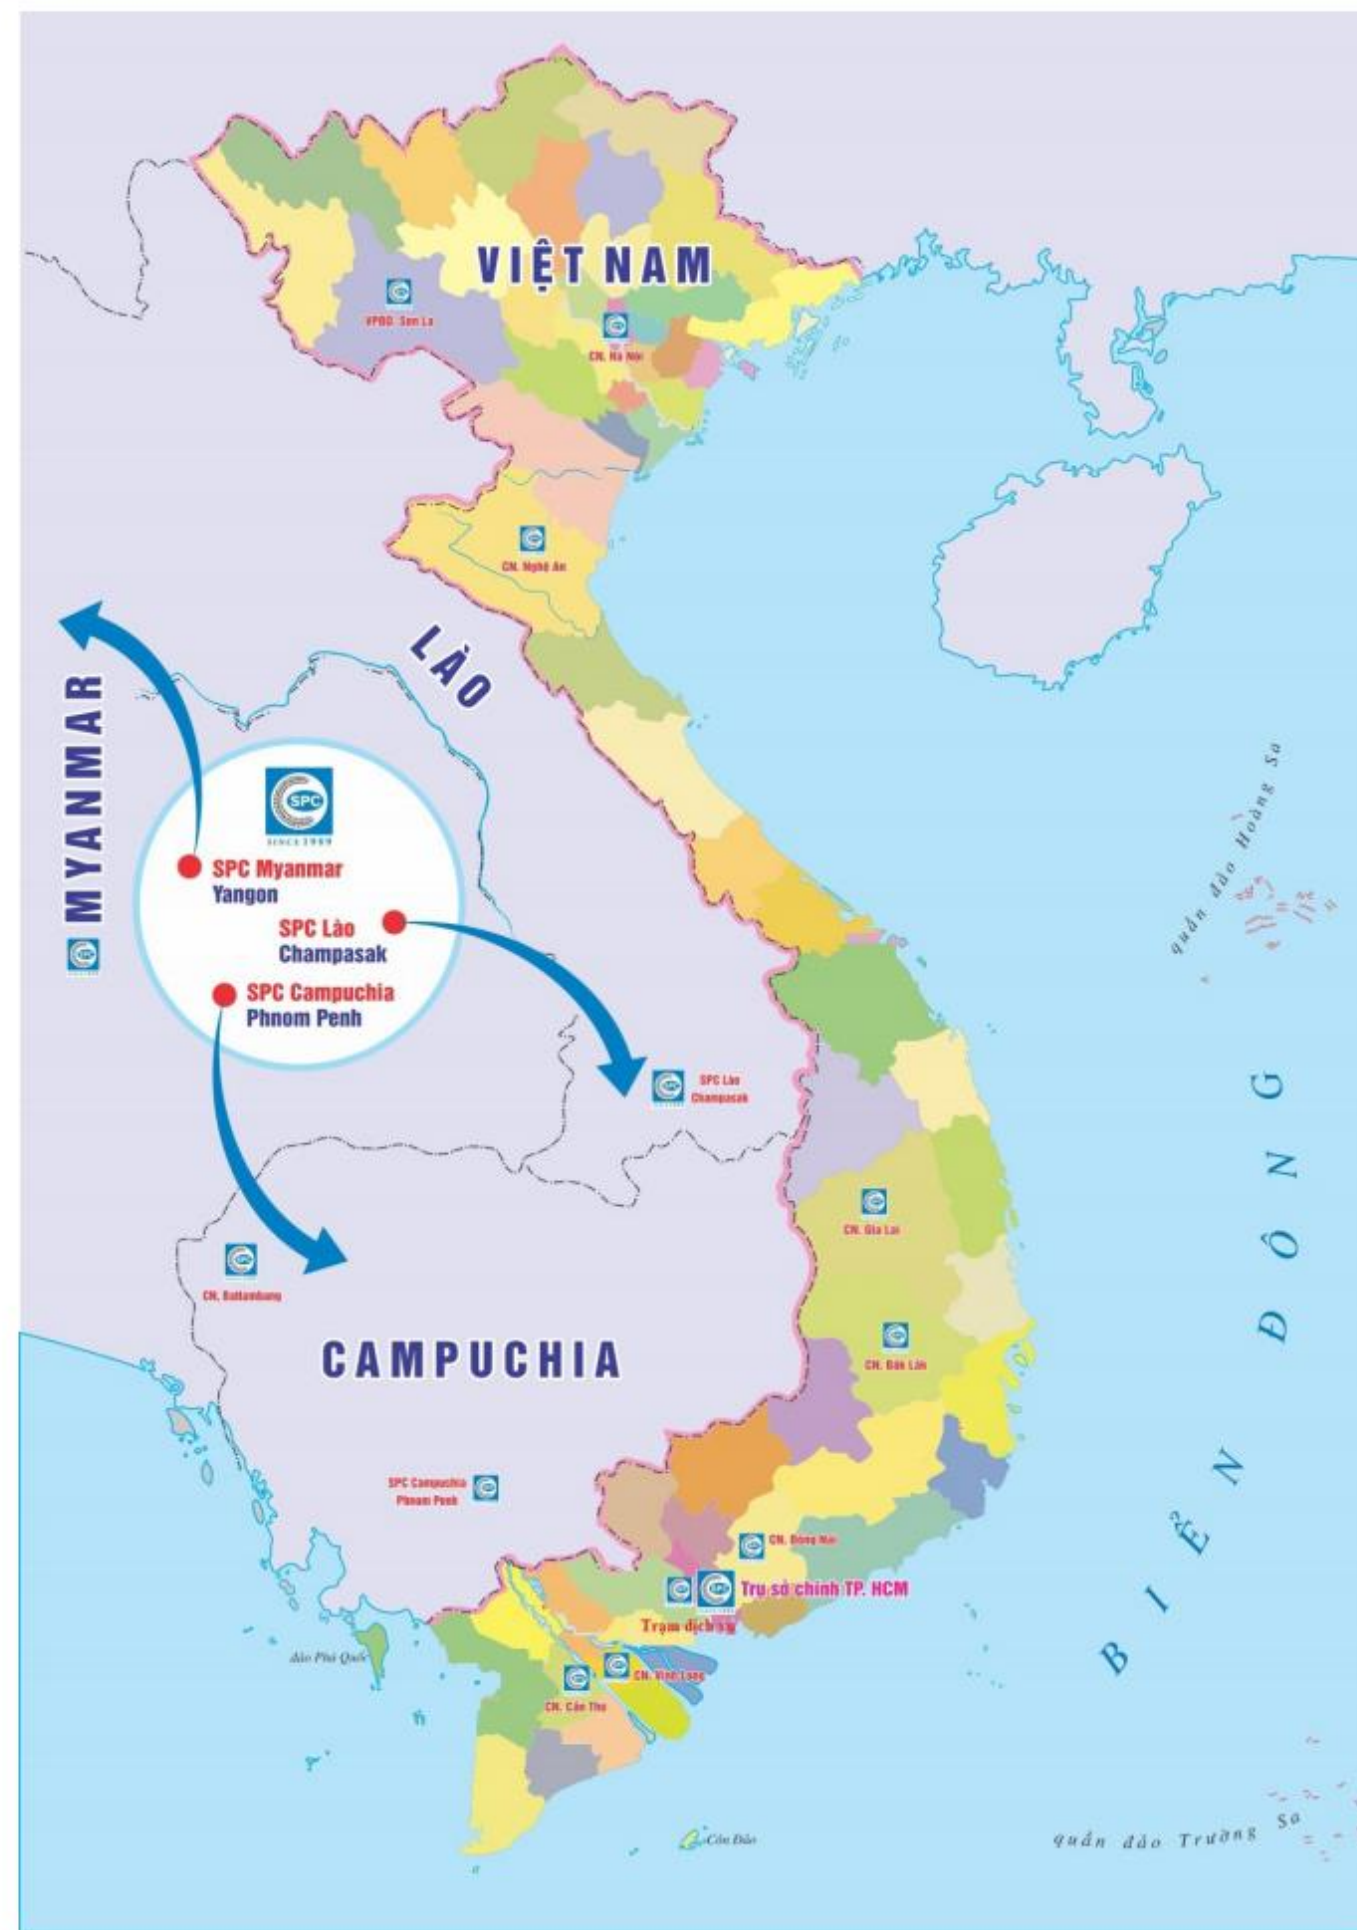 VIỆT NAM
VPĐD. Sơn La
CN. Hà Nội
CN. Nghệ An
LÀO
MYANMAR
SPC
SINCE 1989
SPC Myanmar
Yangon
SPC Lào
Champasak
SPC Campuchia
Phnom Penh
quần đảo Hoàng Sa
SPC Lào
Champasak
CN. Gia Lai
CN. Battambang
CN. Đăk Lăk
CAMPUCHIA
BIỂN ĐÔNG
SPC Campuchia
Phnom Penh
CN. Đồng Nai
Trụ sở chính TP. HCM
Trạm dịch vụ
đảo Phú Quốc
CN. Vĩnh Long
CN. Cần Thơ
Côn Đảo
quần đảo Trường Sa